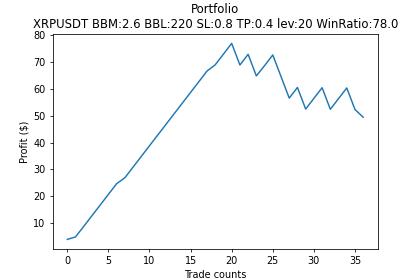 Portfolio
XRPUSDT BBM:2.6 BBL:220 SL:0.8 TP:0.4 lev:20 WinRatio:78.0
80
70
60
50
40
30
20
10
Profit ($)
0 5 10 15 20 25 30 35
Trade counts